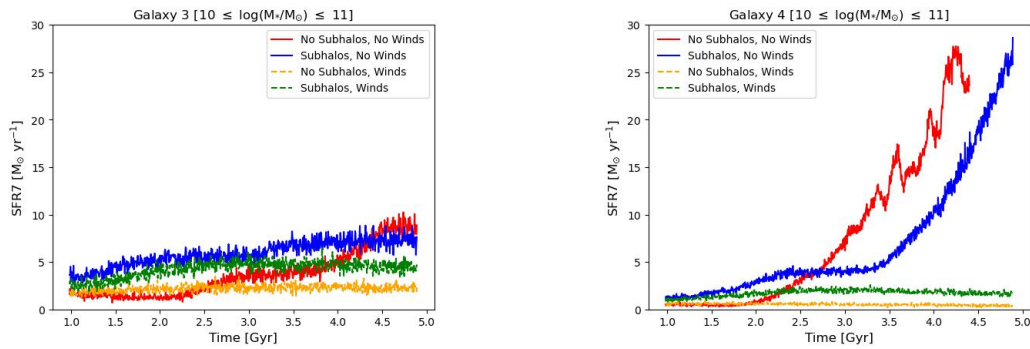 Galaxy 3 [10 ≤ log(M*/M⊙) ≤ 11]
30
25
20
15
10
5
0
SFR7 [M⊙ yr⁻¹]
No Subhalos, No Winds
Subhalos, No Winds
No Subhalos, Winds
Subhalos, Winds
1.0 1.5 2.0 2.5 3.0 3.5 4.0 4.5 5.0
Time [Gyr]
Galaxy 4 [10 ≤ log(M*/M⊙) ≤ 11]
30
25
20
15
10
5
0
SFR7 [M⊙ yr⁻¹]
No Subhalos, No Winds
Subhalos, No Winds
No Subhalos, Winds
Subhalos, Winds
1.0 1.5 2.0 2.5 3.0 3.5 4.0 4.5 5.0
Time [Gyr]